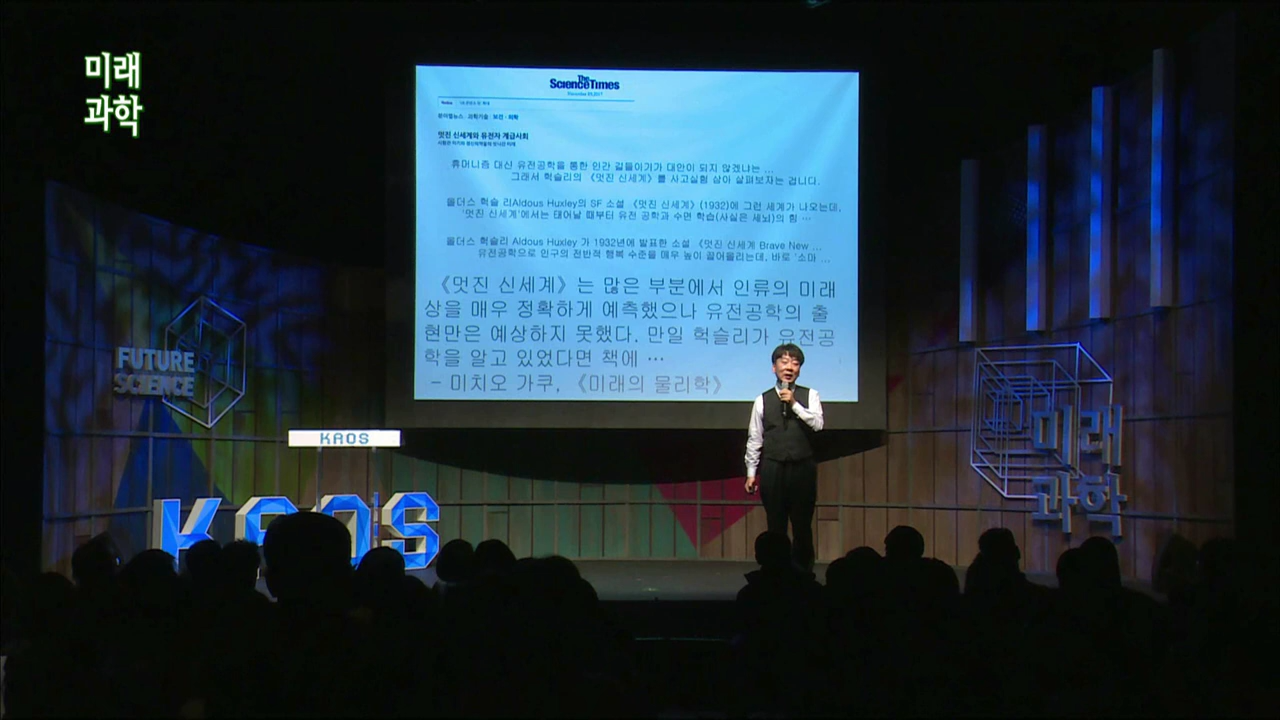 미래
과학
The
ScienceTimes
December 09,2017
멋진 신세계와 유전자 계급사회
휴머니즘 대신 유전공학을 통한 인간 길들이기가 대안이 되지 않겠냐는 …
그래서 헉슬리의 《멋진 신세계》를 사고실험 삼아 살펴보자는 겁니다.
올더스 헉슬 리Aldous Huxley의 SF 소설 《멋진 신세계》(1932)에 그런 세계가 나오는데,
'멋진 신세계'에서는 태어날 때부터 유전 공학과 수면 학습(사실은 세뇌)의 힘 …
올더스 헉슬리 Aldous Huxley 가 1932년에 발표한 소설 《멋진 신세계 Brave New …
유전공학으로 인구의 전반적 행복 수준을 매우 높이 끌어올리는데, 바로 '소마 …
《멋진 신세계》는 많은 부분에서 인류의 미래
상을 매우 정확하게 예측했으나 유전공학의 출
현만은 예상하지 못했다. 만일 헉슬리가 유전공
학을 알고 있었다면 책에 …
– 미치오 가쿠, 《미래의 물리학》
FUTURE
SCIENCE
KAOS
KAOS
미래
과학